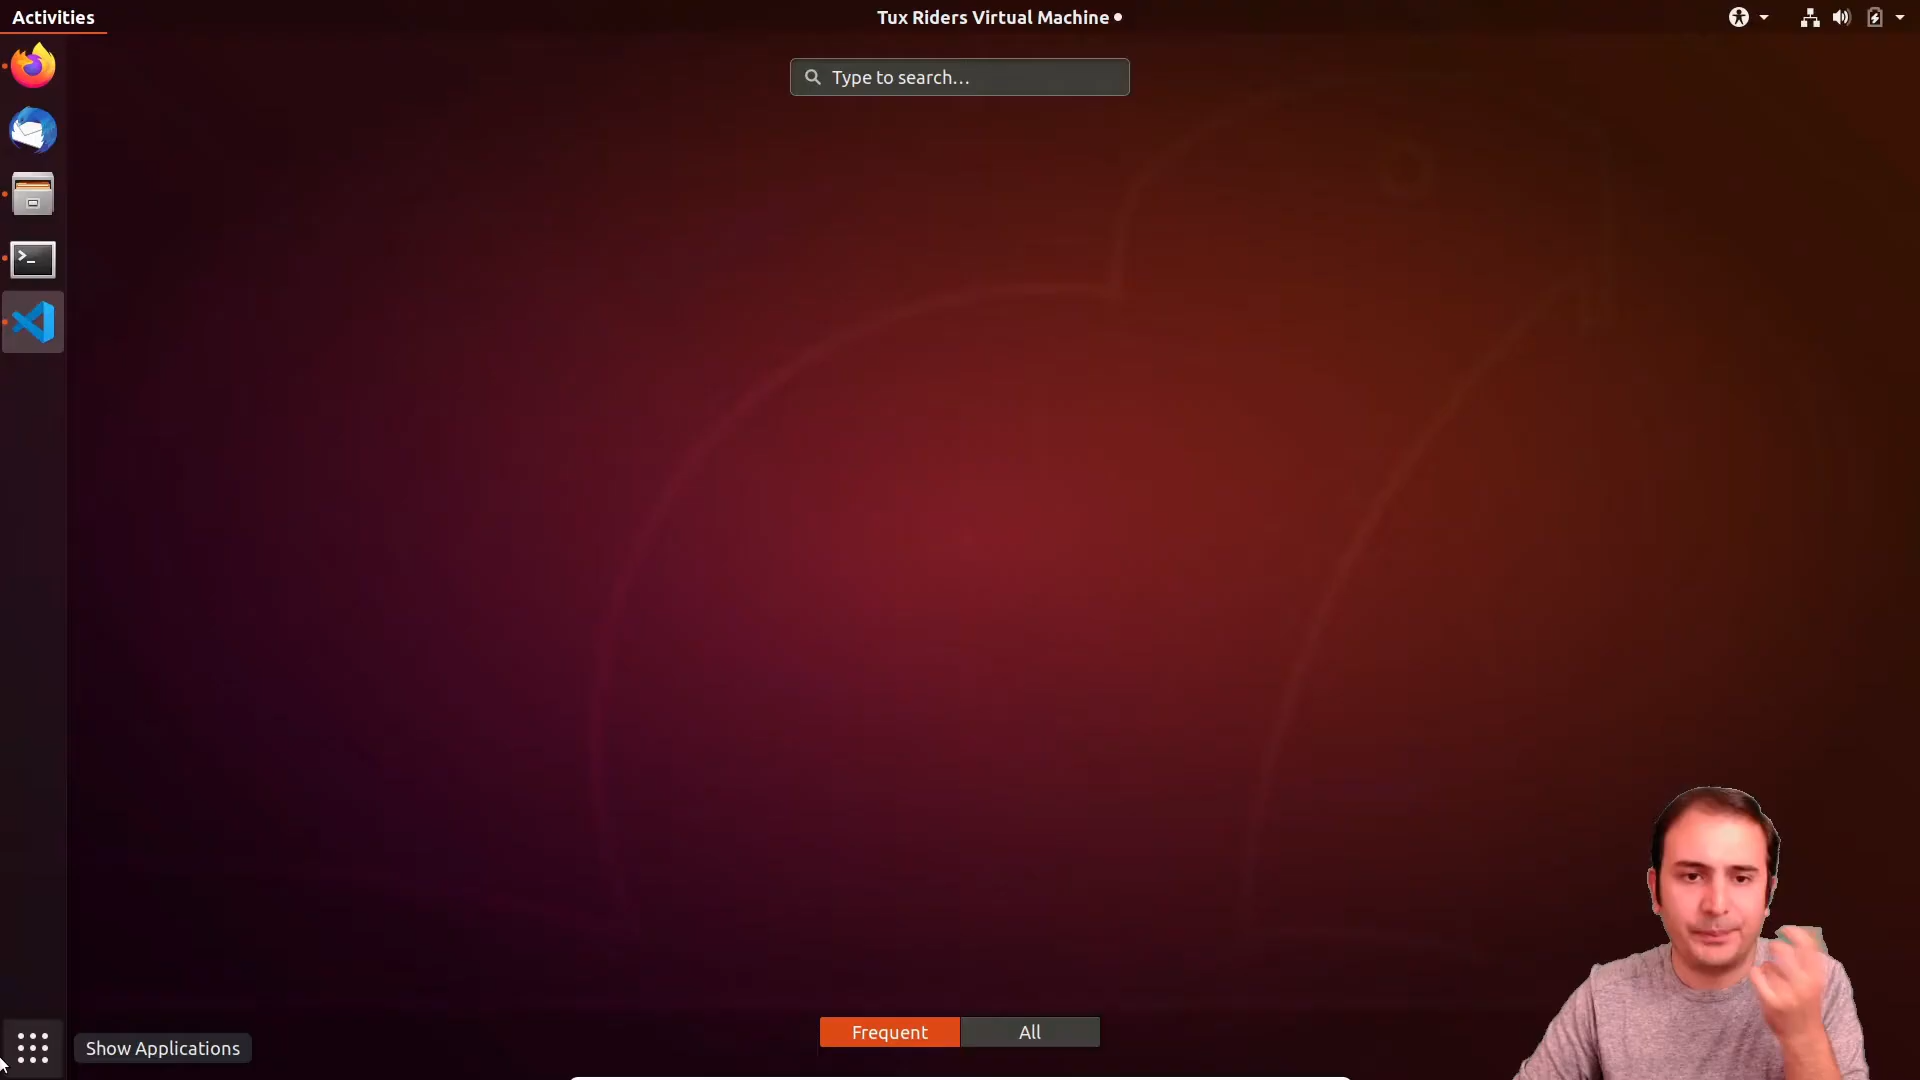 Activities
Tux Riders Virtual Machine
Type to search...
Frequent
All
Show Applications